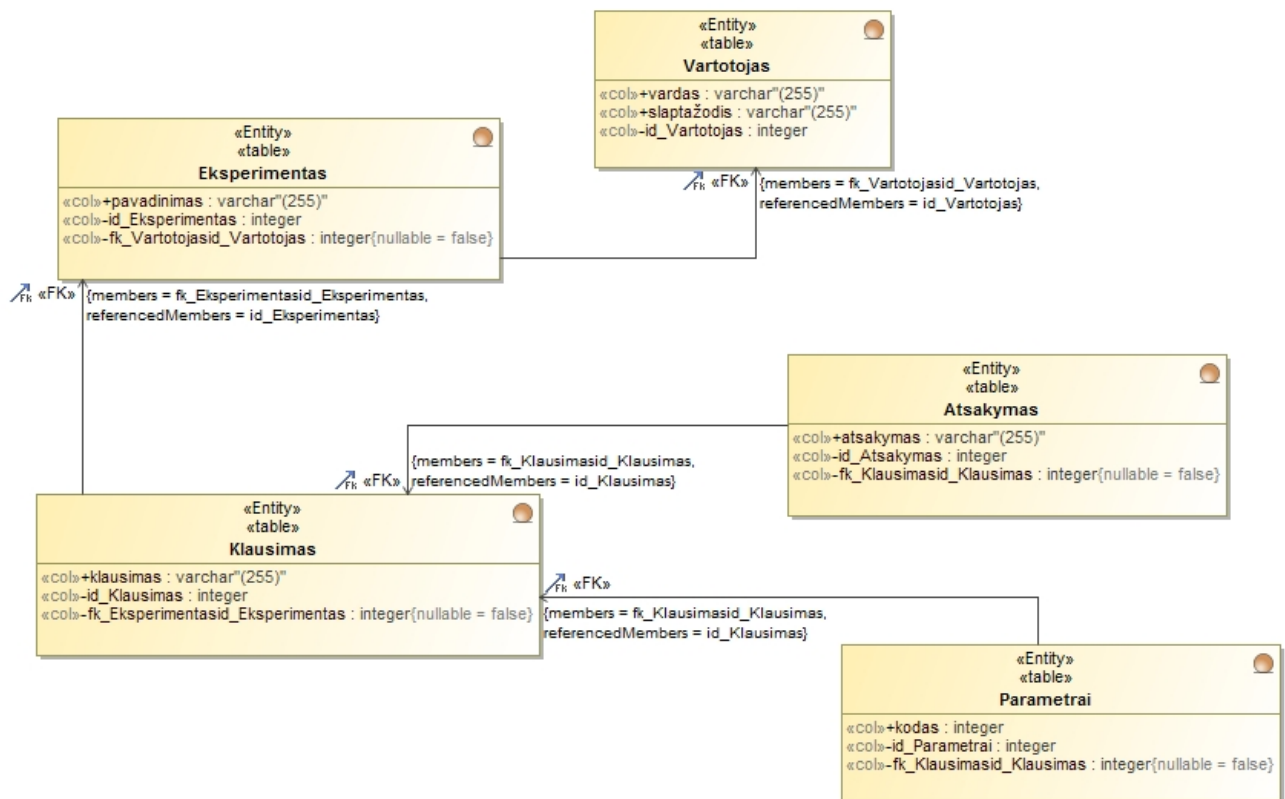 «Entity»
«table»
Vartotojas
«col»+vardas : varchar"(255)"
«col»+slaptažodis : varchar"(255)"
«col»-id_Vartotojas : integer
«Entity»
«table»
Eksperimentas
«col»+pavadinimas : varchar"(255)"
«col»-id_Eksperimentas : integer
«col»-fk_Vartotojasid_Vartotojas : integer{nullable = false}
Fk «FK» {members = fk_Vartotojasid_Vartotojas,
referencedMembers = id_Vartotojas}
Fk «FK» {members = fk_Eksperimentasid_Eksperimentas,
referencedMembers = id_Eksperimentas}
«Entity»
«table»
Atsakymas
«col»+atsakymas : varchar"(255)"
«col»-id_Atsakymas : integer
«col»-fk_Klausimasid_Klausimas : integer{nullable = false}
{members = fk_Klausimasid_Klausimas,
Fk «FK» referencedMembers = id_Klausimas}
«Entity»
«table»
Klausimas
«col»+klausimas : varchar"(255)"
«col»-id_Klausimas : integer
«col»-fk_Eksperimentasid_Eksperimentas : integer{nullable = false}
Fk «FK»
{members = fk_Klausimasid_Klausimas,
referencedMembers = id_Klausimas}
«Entity»
«table»
Parametrai
«col»+kodas : integer
«col»-id_Parametrai : integer
«col»-fk_Klausimasid_Klausimas : integer{nullable = false}